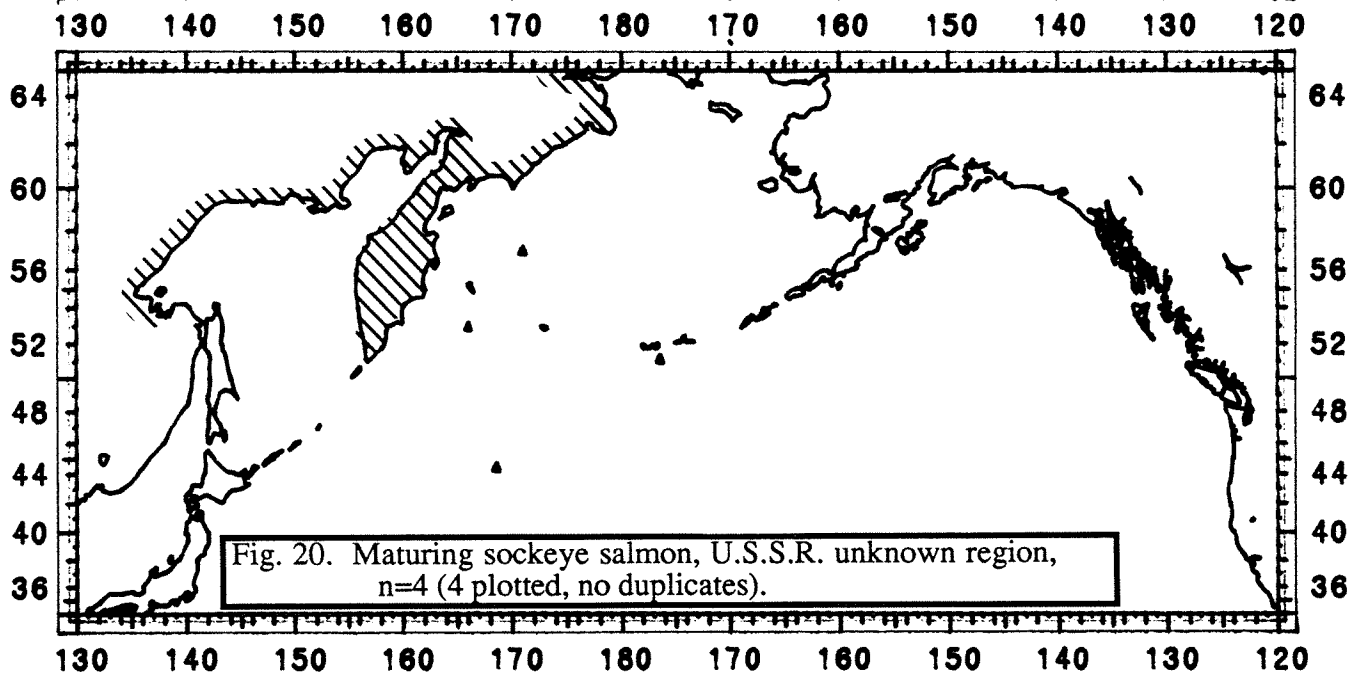 130 140 150 160 170 180 170 160 150 140 130 120
64 64
60 60
56 56
52 52
48 48
44 44
40 40
Fig. 20. Maturing sockeye salmon, U.S.S.R. unknown region,
n=4 (4 plotted, no duplicates).
36 36
130 140 150 160 170 180 170 160 150 140 130 120